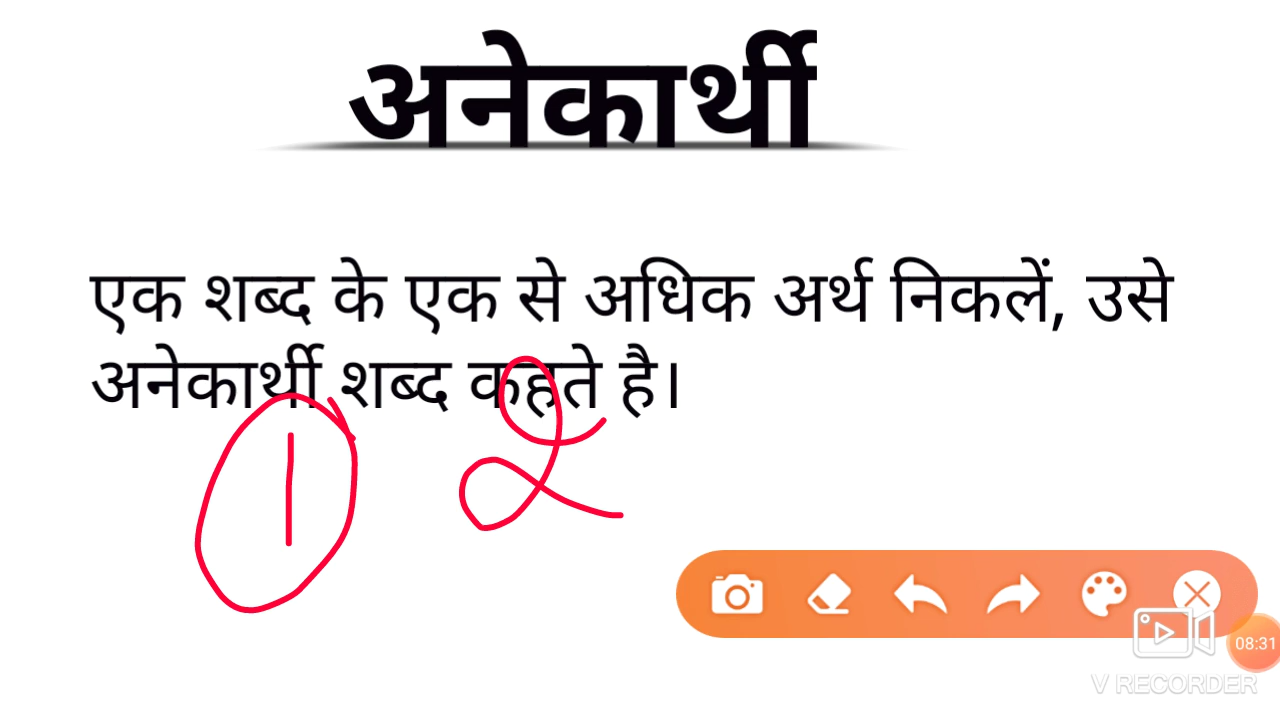 अनेकार्थी
एक शब्द के एक से अधिक अर्थ निकलें, उसे
अनेकार्थी शब्द कहते है।
1 2
08:31
V RECORDER